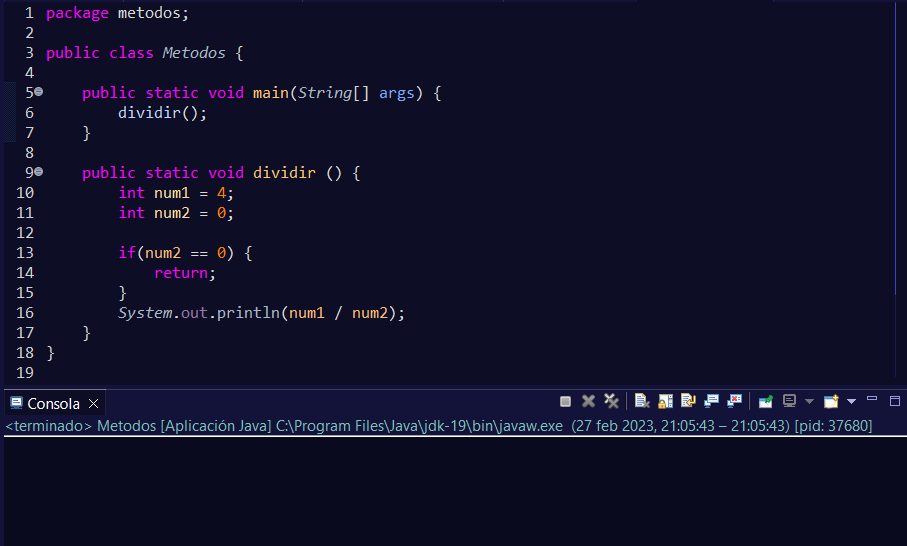 1 package metodos;
2
3 public class Metodos {
4
5 public static void main(String[] args) {
6 dividir();
7 }
8
9 public static void dividir () {
10 int num1 = 4;
11 int num2 = 0;
12
13 if(num2 == 0) {
14 return;
15 }
16 System.out.println(num1 / num2);
17 }
18 }
19
Consola
<terminado> Metodos [Aplicación Java] C:\Program Files\Java\jdk-19\bin\javaw.exe (27 feb 2023, 21:05:43 – 21:05:43) [pid: 37680]